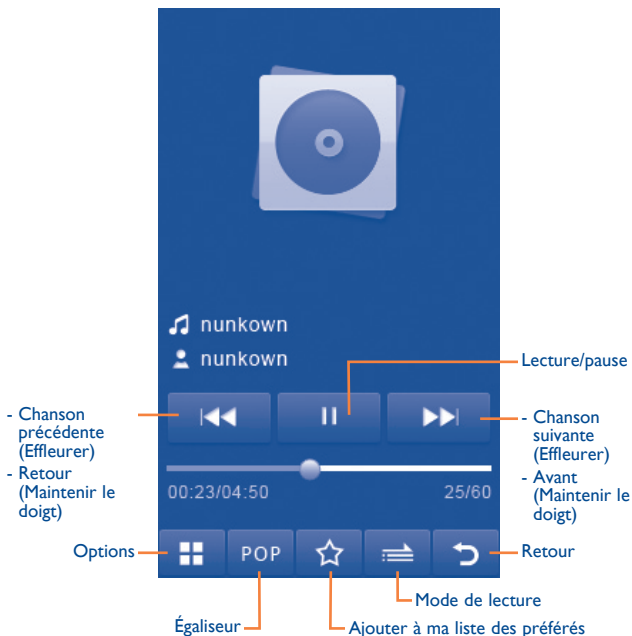 nunkown
nunkown
Lecture/pause
- Chanson
précédente
(Effleurer)
- Retour
(Maintenir le
doigt)
- Chanson
suivante
(Effleurer)
- Avant
(Maintenir le
doigt)
00:23/04:50
25/60
Options
POP
Retour
Mode de lecture
Égaliseur
Ajouter à ma liste des préférés